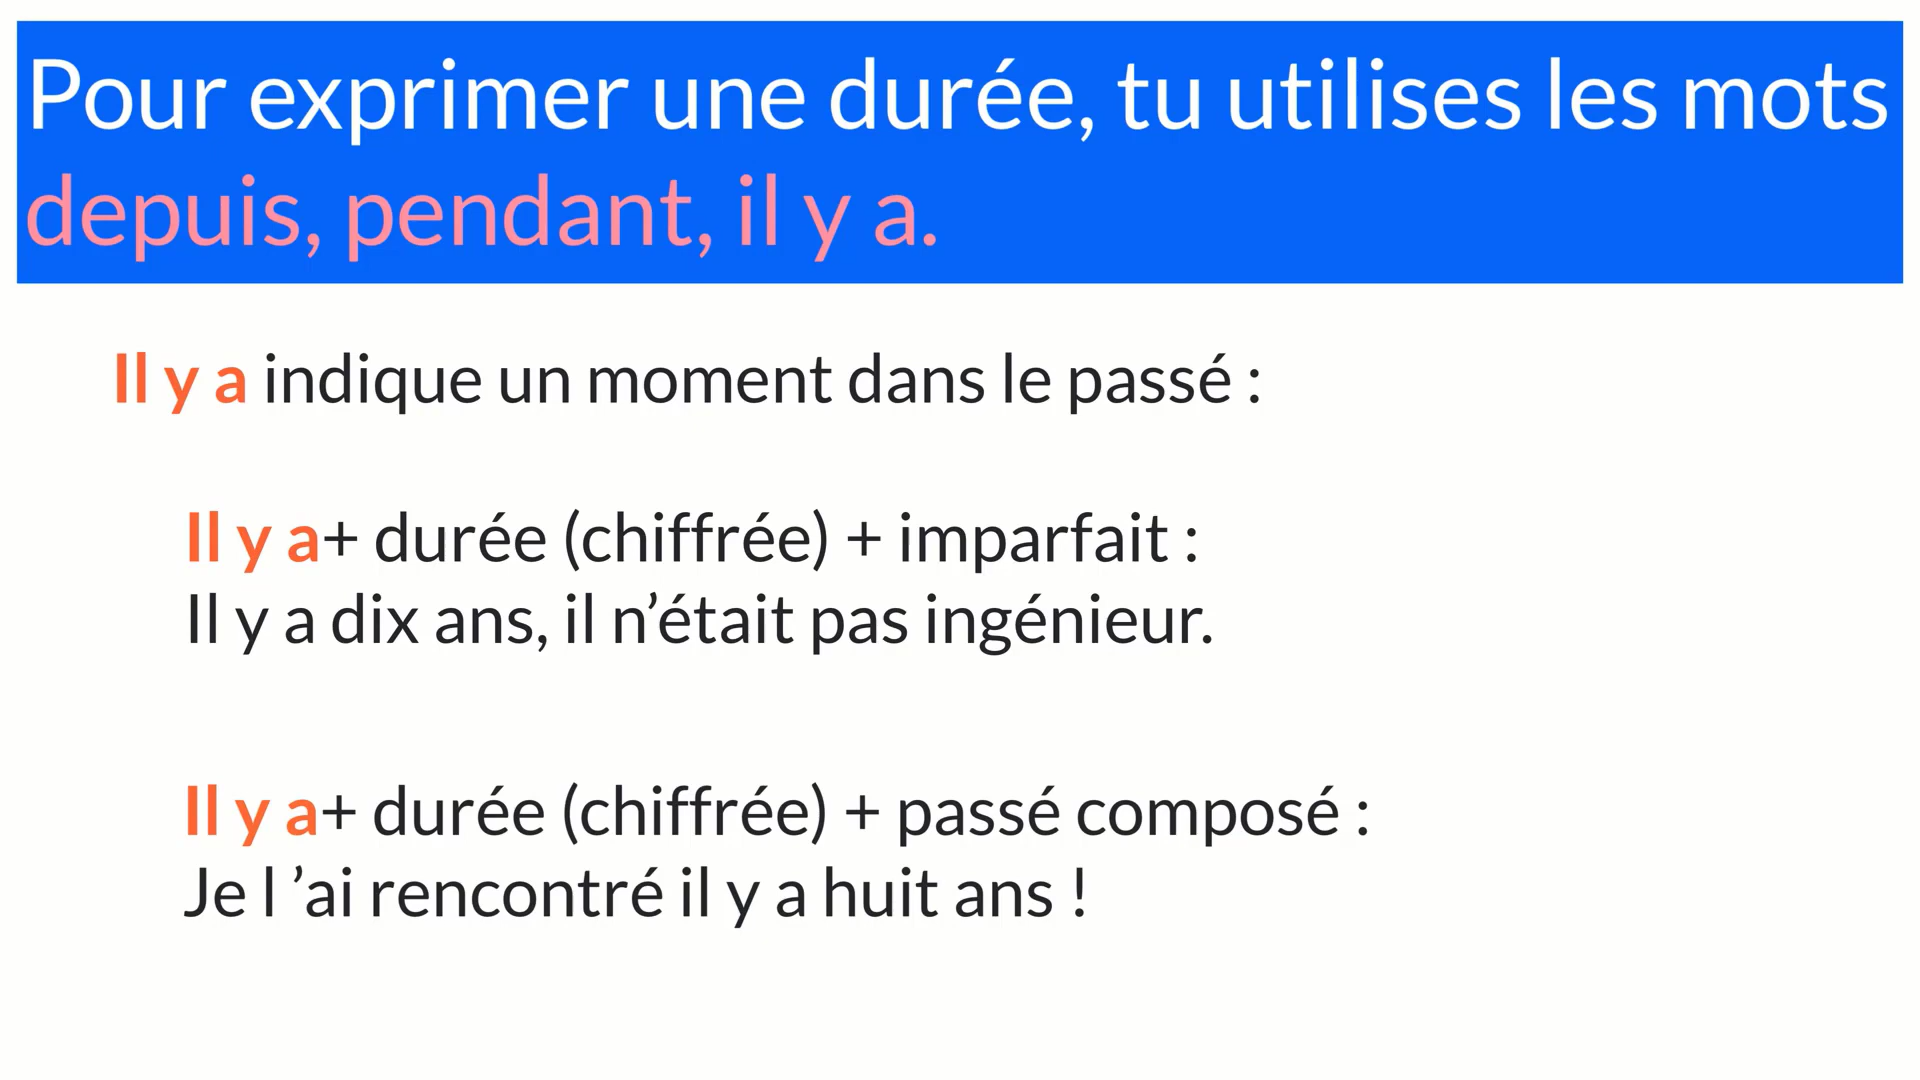 Pour exprimer une durée, tu utilises les mots
depuis, pendant, il y a.
Il y a indique un moment dans le passé :
Il y a+ durée (chiffrée) + imparfait :
Il y a dix ans, il n’était pas ingénieur.
Il y a+ durée (chiffrée) + passé composé :
Je l ’ai rencontré il y a huit ans !